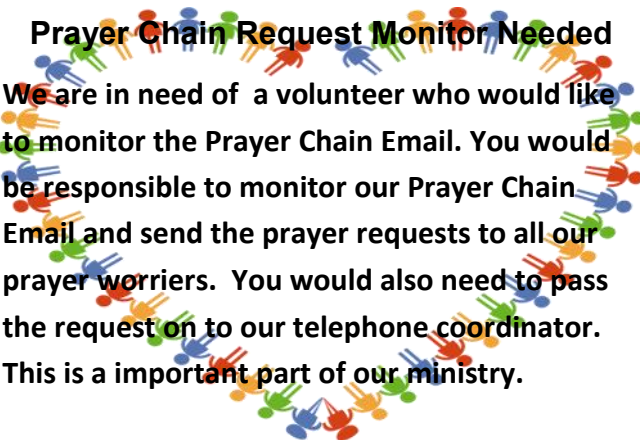 Prayer Chain Request Monitor Needed
We are in need of  a volunteer who would like
to monitor the Prayer Chain Email. You would
be responsible to monitor our Prayer Chain
Email and send the prayer requests to all our
prayer worriers.  You would also need to pass
the request on to our telephone coordinator.
This is a important part of our ministry.